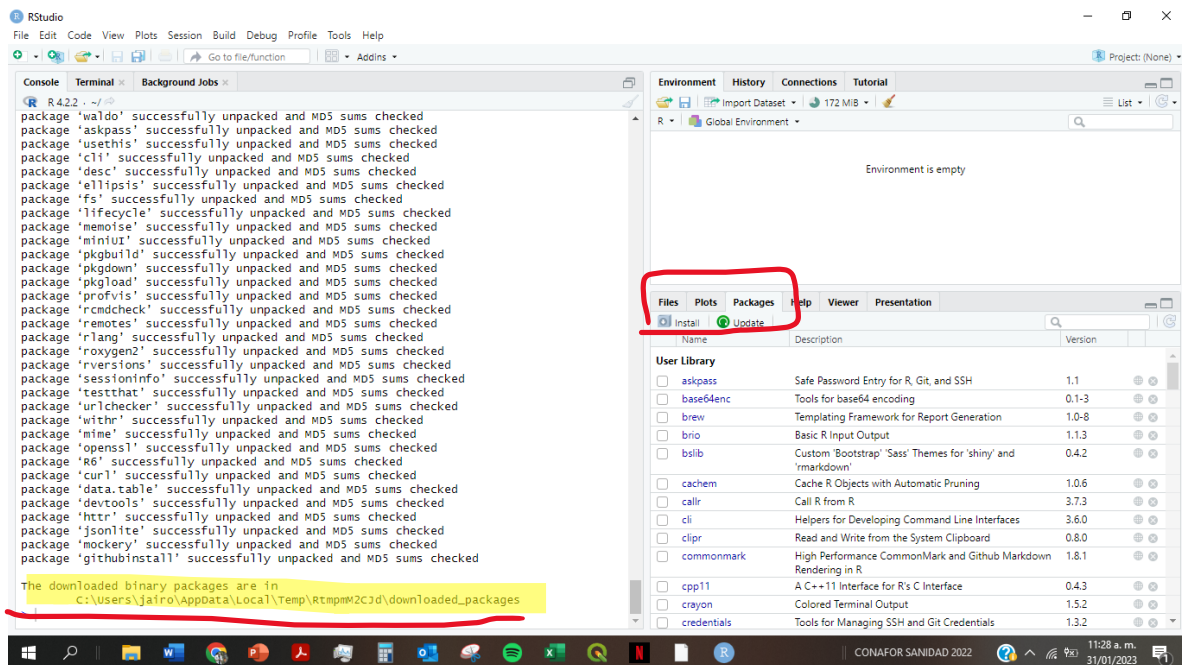 RStudio
File Edit Code View Plots Session Build Debug Profile Tools Help
Go to file/function Addins Project: (None)
Console Terminal Background Jobs
R 4.2.2 . ~/
package ‘waldo’ successfully unpacked and MD5 sums checked
package ‘askpass’ successfully unpacked and MD5 sums checked
package ‘usethis’ successfully unpacked and MD5 sums checked
package ‘cli’ successfully unpacked and MD5 sums checked
package ‘desc’ successfully unpacked and MD5 sums checked
package ‘ellipsis’ successfully unpacked and MD5 sums checked
package ‘fs’ successfully unpacked and MD5 sums checked
package ‘lifecycle’ successfully unpacked and MD5 sums checked
package ‘memoise’ successfully unpacked and MD5 sums checked
package ‘miniUI’ successfully unpacked and MD5 sums checked
package ‘pkgbuild’ successfully unpacked and MD5 sums checked
package ‘pkgdown’ successfully unpacked and MD5 sums checked
package ‘pkgload’ successfully unpacked and MD5 sums checked
package ‘profvis’ successfully unpacked and MD5 sums checked
package ‘rcmdcheck’ successfully unpacked and MD5 sums checked
package ‘remotes’ successfully unpacked and MD5 sums checked
package ‘rlang’ successfully unpacked and MD5 sums checked
package ‘roxygen2’ successfully unpacked and MD5 sums checked
package ‘rversions’ successfully unpacked and MD5 sums checked
package ‘sessioninfo’ successfully unpacked and MD5 sums checked
package ‘testthat’ successfully unpacked and MD5 sums checked
package ‘urlchecker’ successfully unpacked and MD5 sums checked
package ‘withr’ successfully unpacked and MD5 sums checked
package ‘mime’ successfully unpacked and MD5 sums checked
package ‘openssl’ successfully unpacked and MD5 sums checked
package ‘R6’ successfully unpacked and MD5 sums checked
package ‘curl’ successfully unpacked and MD5 sums checked
package ‘data.table’ successfully unpacked and MD5 sums checked
package ‘devtools’ successfully unpacked and MD5 sums checked
package ‘httr’ successfully unpacked and MD5 sums checked
package ‘jsonlite’ successfully unpacked and MD5 sums checked
package ‘mockery’ successfully unpacked and MD5 sums checked
package ‘githubinstall’ successfully unpacked and MD5 sums checked
The downloaded binary packages are in
C:\Users\jairo\AppData\Local\Temp\RtmpmM2CJd\downloaded_packages
>
Environment History Connections Tutorial
Import Dataset 172 MiB List
R Global Environment
Environment is empty
Files Plots Packages Help Viewer Presentation
Install Update
Name Description Version
User Library
askpass Safe Password Entry for R, Git, and SSH 1.1
base64enc Tools for base64 encoding 0.1-3
brew Templating Framework for Report Generation 1.0-8
brio Basic R Input Output 1.1.3
bslib Custom 'Bootstrap' 'Sass' Themes for 'shiny' and 0.4.2
'rmarkdown'
cachem Cache R Objects with Automatic Pruning 1.0.6
callr Call R from R 3.7.3
cli Helpers for Developing Command Line Interfaces 3.6.0
clipr Read and Write from the System Clipboard 0.8.0
commonmark High Performance CommonMark and Github Markdown 1.8.1
Rendering in R
cpp11 A C++11 Interface for R's C Interface 0.4.3
crayon Colored Terminal Output 1.5.2
credentials Tools for Managing SSH and Git Credentials 1.3.2
CONAFOR SANIDAD 2022
11:28 a. m.
31/01/2023